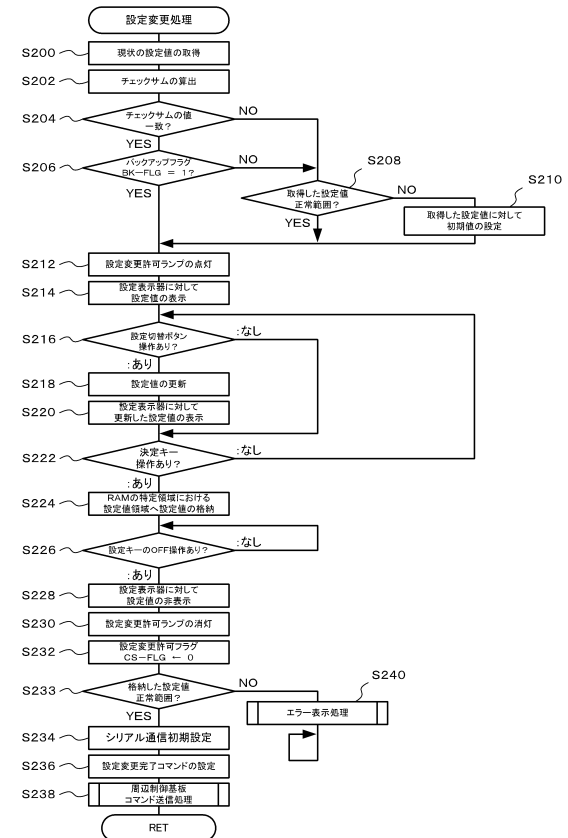 設定変更処理
S200
現状の設定値の取得
S202
チェックサムの算出
S204
チェックサムの値
一致?
NO
YES
S206
バックアップフラグ
BK-FLG = 1?
NO
YES
S208
取得した設定値
正常範囲?
NO
YES
S210
取得した設定値に対して
初期値の設定
S212
設定変更許可ランプの点灯
S214
設定表示器に対して
設定値の表示
S216
設定切替ボタン
操作あり?
:なし
:あり
S218
設定値の更新
S220
設定表示器に対して
更新した設定値の表示
S222
決定キー
操作あり?
:なし
:あり
S224
RAMの特定領域における
設定値領域へ設定値の格納
S226
設定キーのOFF操作あり?
:なし
:あり
S228
設定表示器に対して
設定値の非表示
S230
設定変更許可ランプの消灯
S232
設定変更許可フラグ
CS-FLG ← 0
S233
格納した設定値
正常範囲?
NO
YES
S240
エラー表示処理
S234
シリアル通信初期設定
S236
設定変更完了コマンドの設定
S238
周辺制御基板
コマンド送信処理
RET